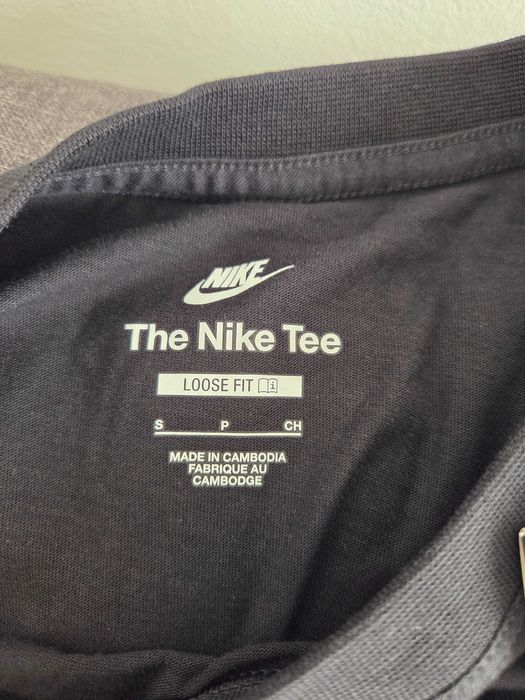 NIKE
The Nike Tee
LOOSE FIT
S P CH
MADE IN CAMBODIA
FABRIQUE AU
CAMBODGE